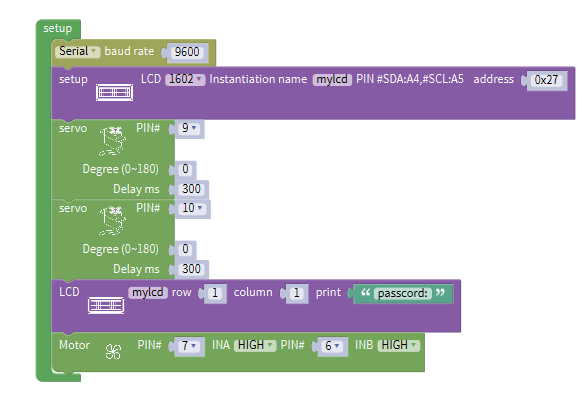 setup
Serial baud rate 9600
setup LCD 1602 Instantiation name mylcd PIN #SDA:A4,#SCL:A5 address 0x27
servo PIN# 9
Degree (0~180) 0
Delay ms 300
servo PIN# 10
Degree (0~180) 0
Delay ms 300
LCD mylcd row 1 column 1 print “ passcord: ”
Motor PIN# 7 INA HIGH PIN# 6 INB HIGH